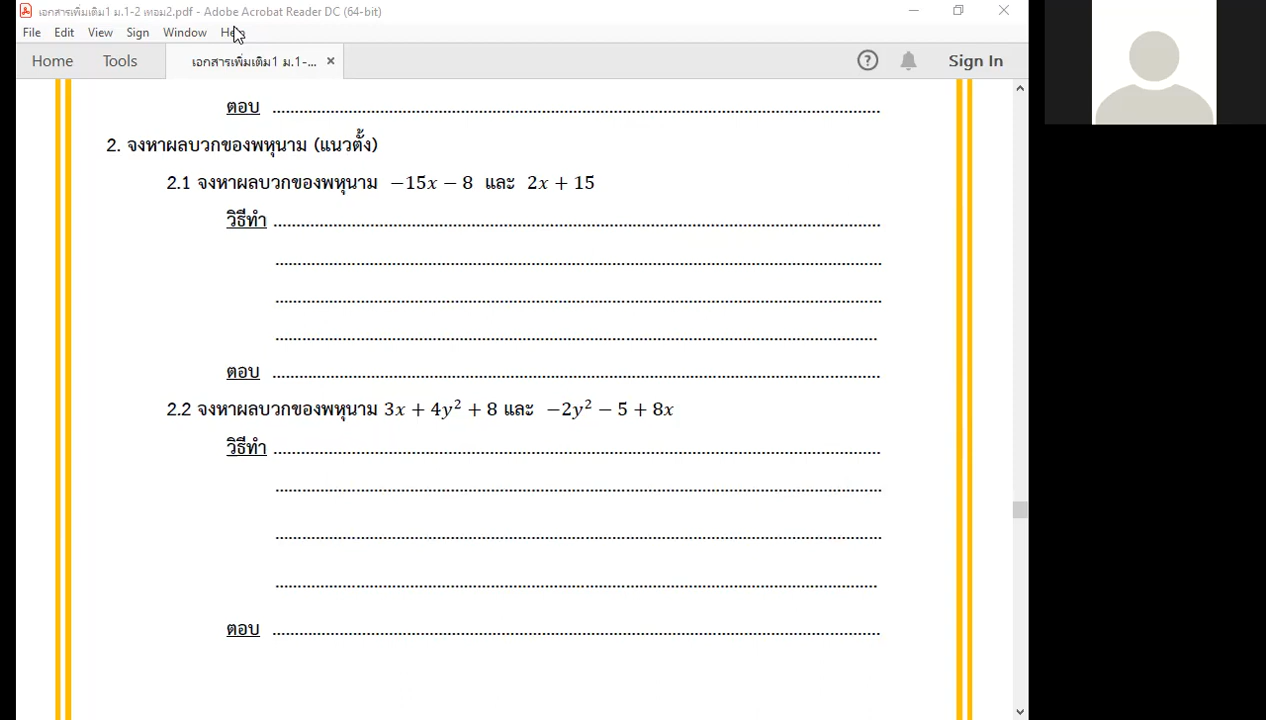 เอกสารเพิ่มเติม1 ม.1-2 เทอม2.pdf - Adobe Acrobat Reader DC (64-bit)
File Edit View Sign Window Help
Home Tools เอกสารเพิ่มเติม1 ม.1-... × ? Sign In
ตอบ ................................................................
2. จงหาผลบวกของพหุนาม (แนวตั้ง)
2.1 จงหาผลบวกของพหุนาม −15x − 8 และ 2x + 15
วิธีทำ ................................................................
................................................................
................................................................
................................................................
ตอบ ................................................................
2.2 จงหาผลบวกของพหุนาม 3x + 4y² + 8 และ −2y² − 5 + 8x
วิธีทำ ................................................................
................................................................
................................................................
................................................................
ตอบ ................................................................